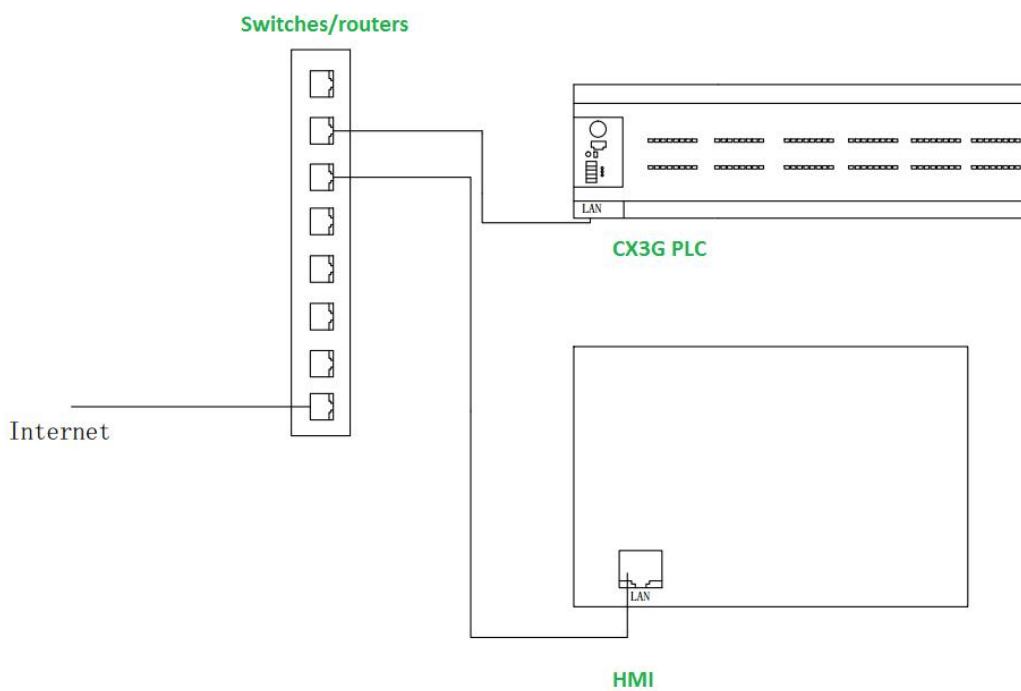 Switches/routers
LAN
CX3G PLC
Internet
LAN
HMI